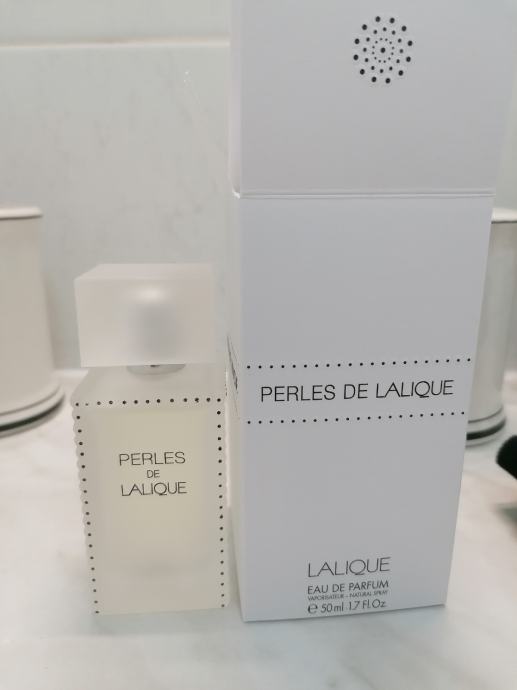 PERLES
DE
LALIQUE
PERLES DE LALIQUE
LALIQUE
EAU DE PARFUM
VAPORISATEUR - NATURAL SPRAY
℮ 50 ml 1.7 Fl.Oz.